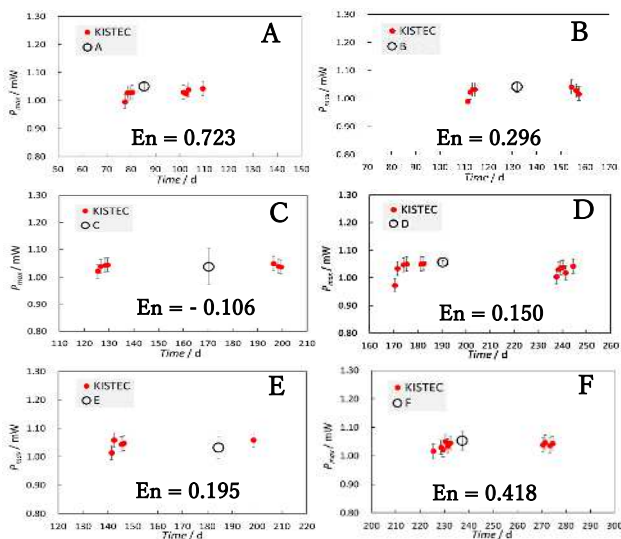 A
KISTEC
A
En = 0.723
P max / mW
1.30
1.20
1.10
1.00
0.90
0.80
50 60 70 80 90 100 110 120 130 140 150
Time / d
B
KISTEC
B
En = 0.296
1.30
1.20
1.10
1.00
0.90
0.80
70 80 90 100 110 120 130 140 150 160 170
Time / d
C
KISTEC
C
En = - 0.106
P max / mW
1.30
1.20
1.10
1.00
0.90
0.80
110 120 130 140 150 160 170 180 190 200 210
Time / d
D
KISTEC
D
En = 0.150
P max / mW
1.30
1.20
1.10
1.00
0.90
0.80
160 170 180 190 200 210 220 230 240 250 260
Time / d
E
KISTEC
E
En = 0.195
1.30
1.20
1.10
1.00
0.90
0.80
120 130 140 150 160 170 180 190 200 210 220
Time / d
F
KISTEC
F
En = 0.418
1.30
1.20
1.10
1.00
0.90
0.80
200 210 220 230 240 250 260 270 280 290 300
Time / d